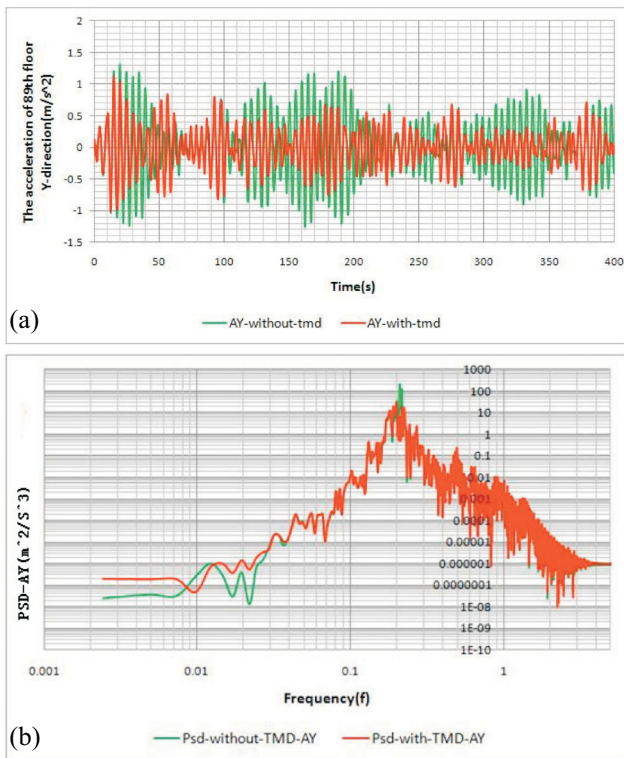 2
1.5
1
0.5
0
-0.5
-1
-1.5
The acceleration of 89th floor
Y-direction[m/s^2)
0 50 100 150 200 250 300 350 400
Time(s)
(a)
AY-without-tmd AY-with-tmd
1000
100
10
1
0.1
0.01
0.001
0.0001
0.00001
0.000001
0.0000001
1E-08
1E-09
1E-10
PSD-AY(m^2/S^3)
0.001 0.01 0.1 1
Frequency(f)
(b)
Psd-without-TMD-AY Psd-with-TMD-AY